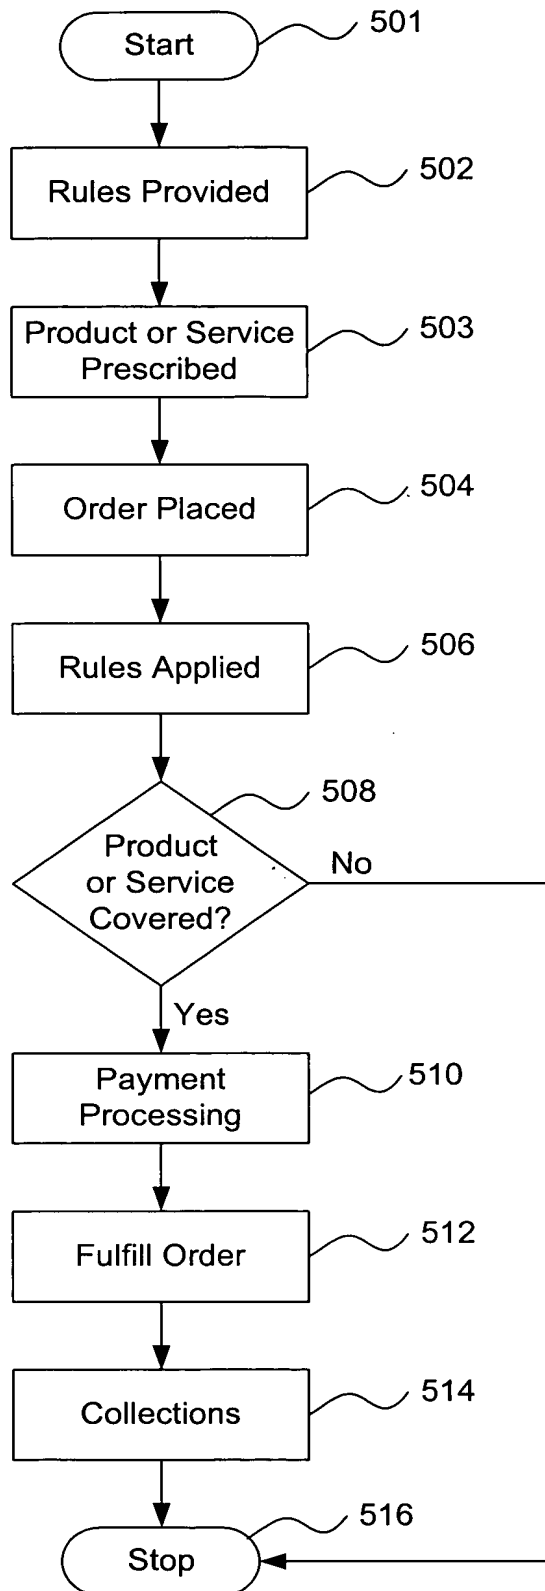 Start
501
Rules Provided
502
Product or Service
Prescribed
503
Order Placed
504
Rules Applied
506
508
Product
or Service
Covered?
No
Yes
Payment
Processing
510
Fulfill Order
512
Collections
514
516
Stop